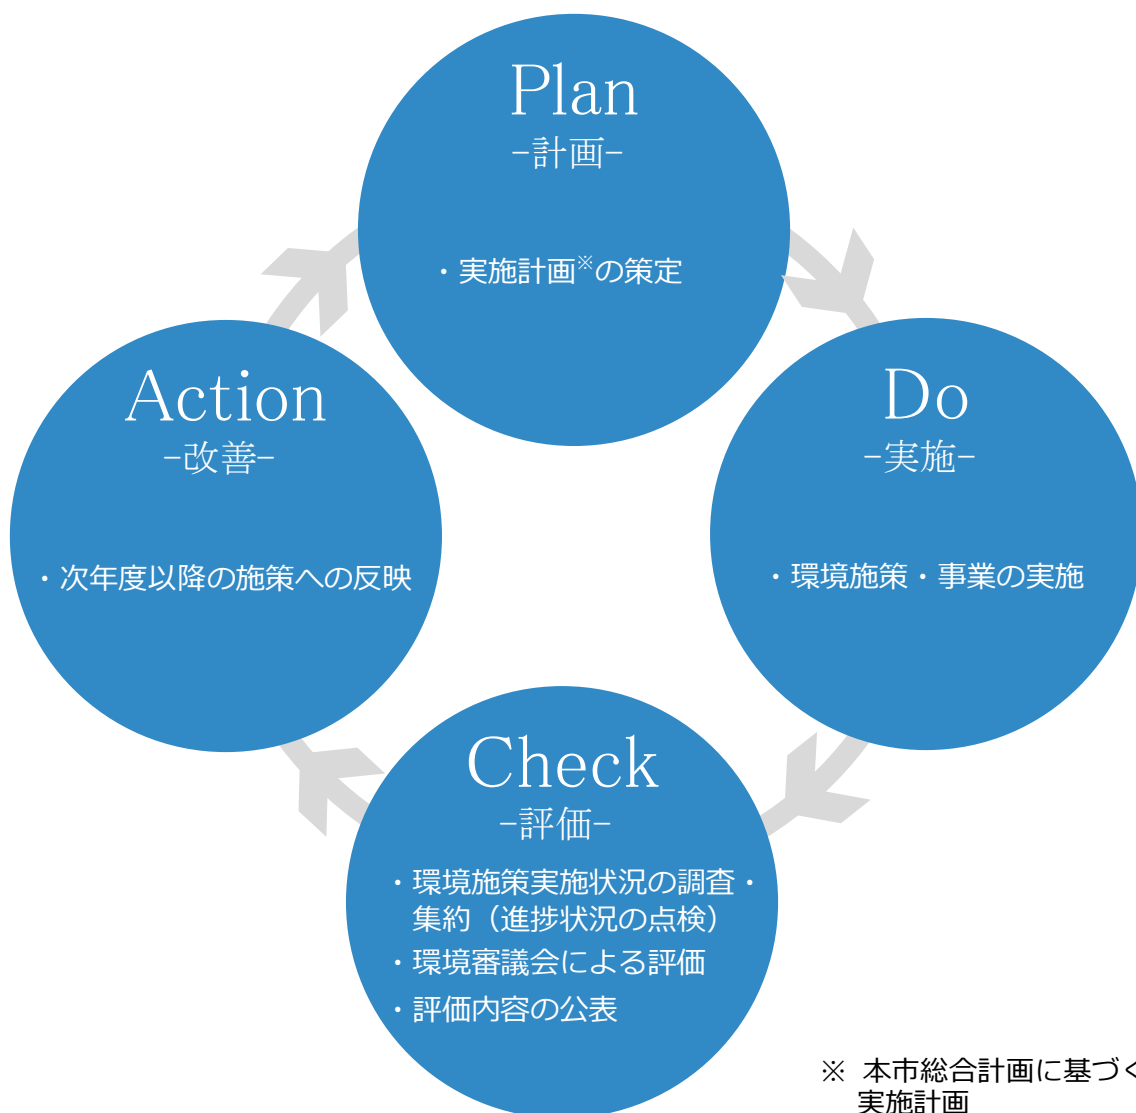 Plan
-計画-
・実施計画※の策定
Do
-実施-
・環境施策・事業の実施
Check
-評価-
・環境施策実施状況の調査・
集約（進捗状況の点検）
・環境審議会による評価
・評価内容の公表
Action
-改善-
・次年度以降の施策への反映
※ 本市総合計画に基づく
実施計画